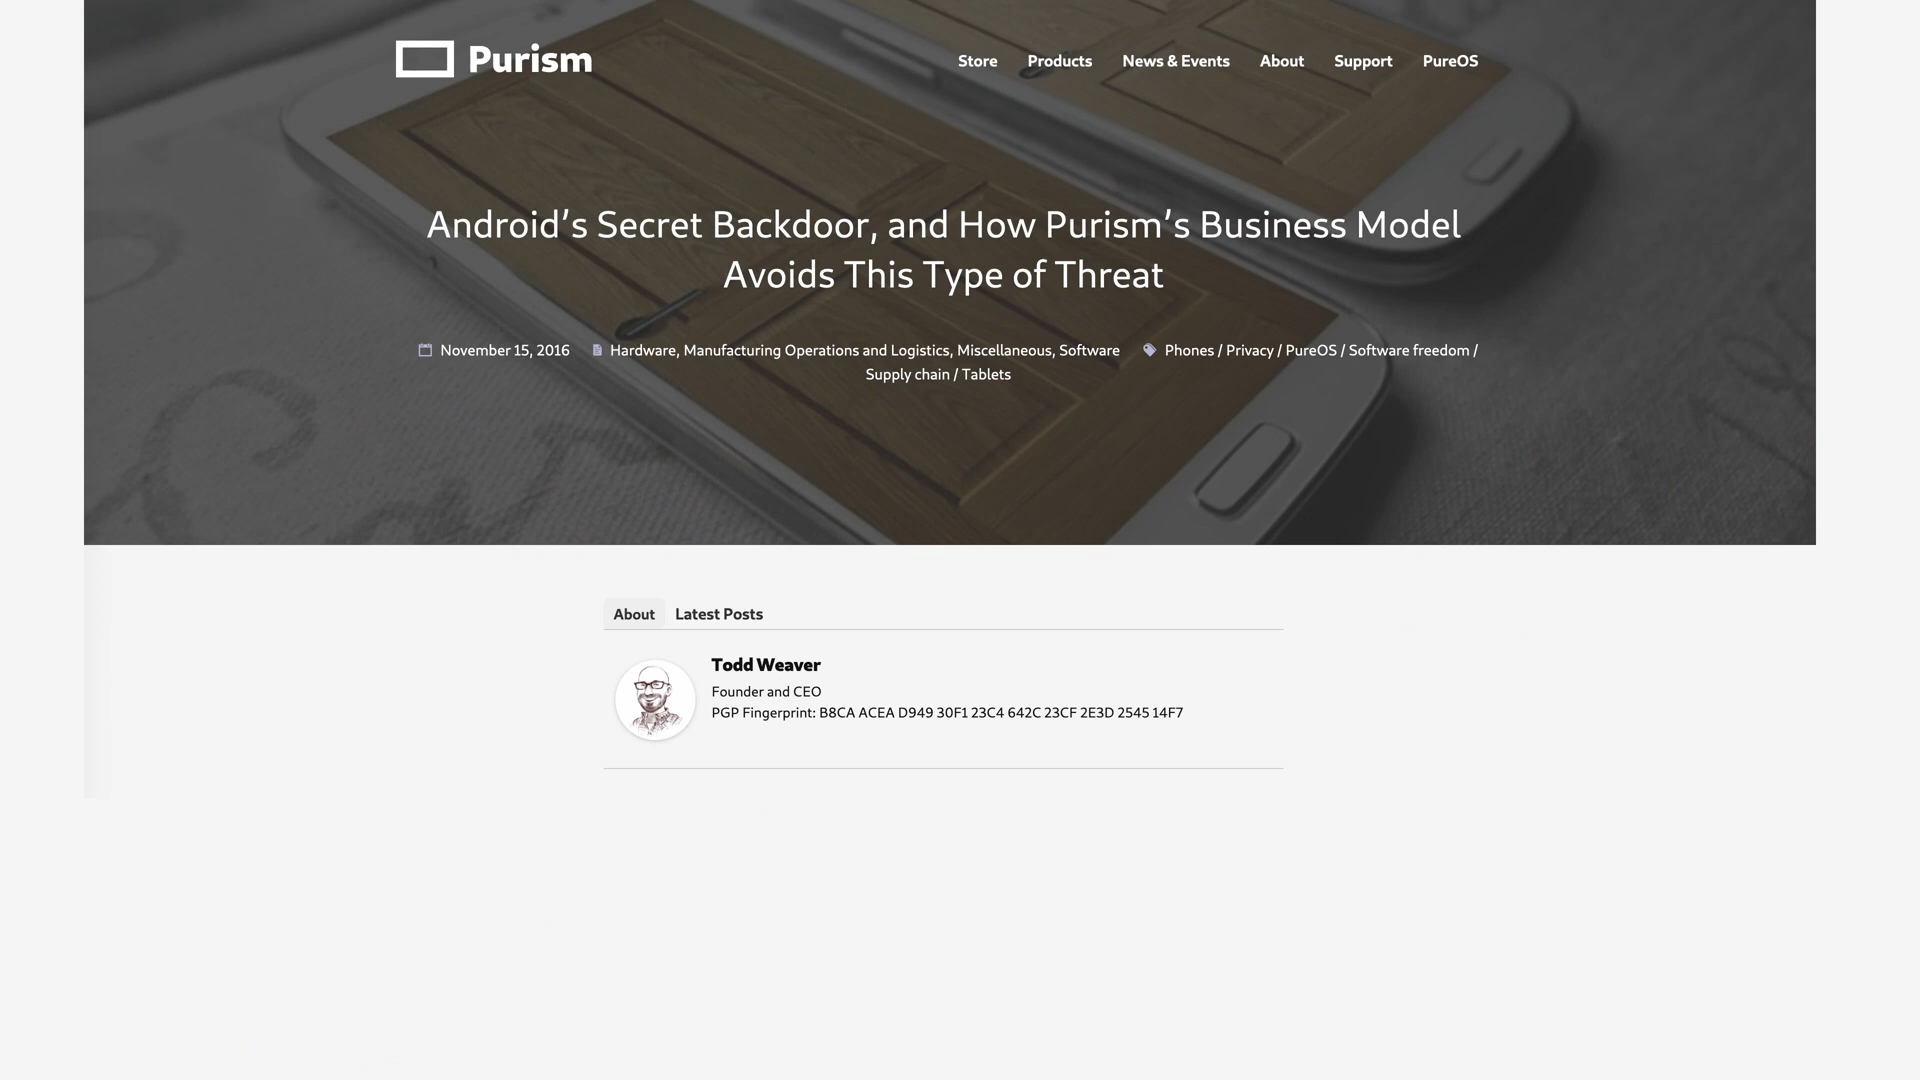 Purism
Store Products News & Events About Support PureOS
Android’s Secret Backdoor, and How Purism’s Business Model
Avoids This Type of Threat
November 15, 2016 Hardware, Manufacturing Operations and Logistics, Miscellaneous, Software Phones / Privacy / PureOS / Software freedom /
Supply chain / Tablets
About Latest Posts
Todd Weaver
Founder and CEO
PGP Fingerprint: B8CA ACEA D949 30F1 23C4 642C 23CF 2E3D 2545 14F7